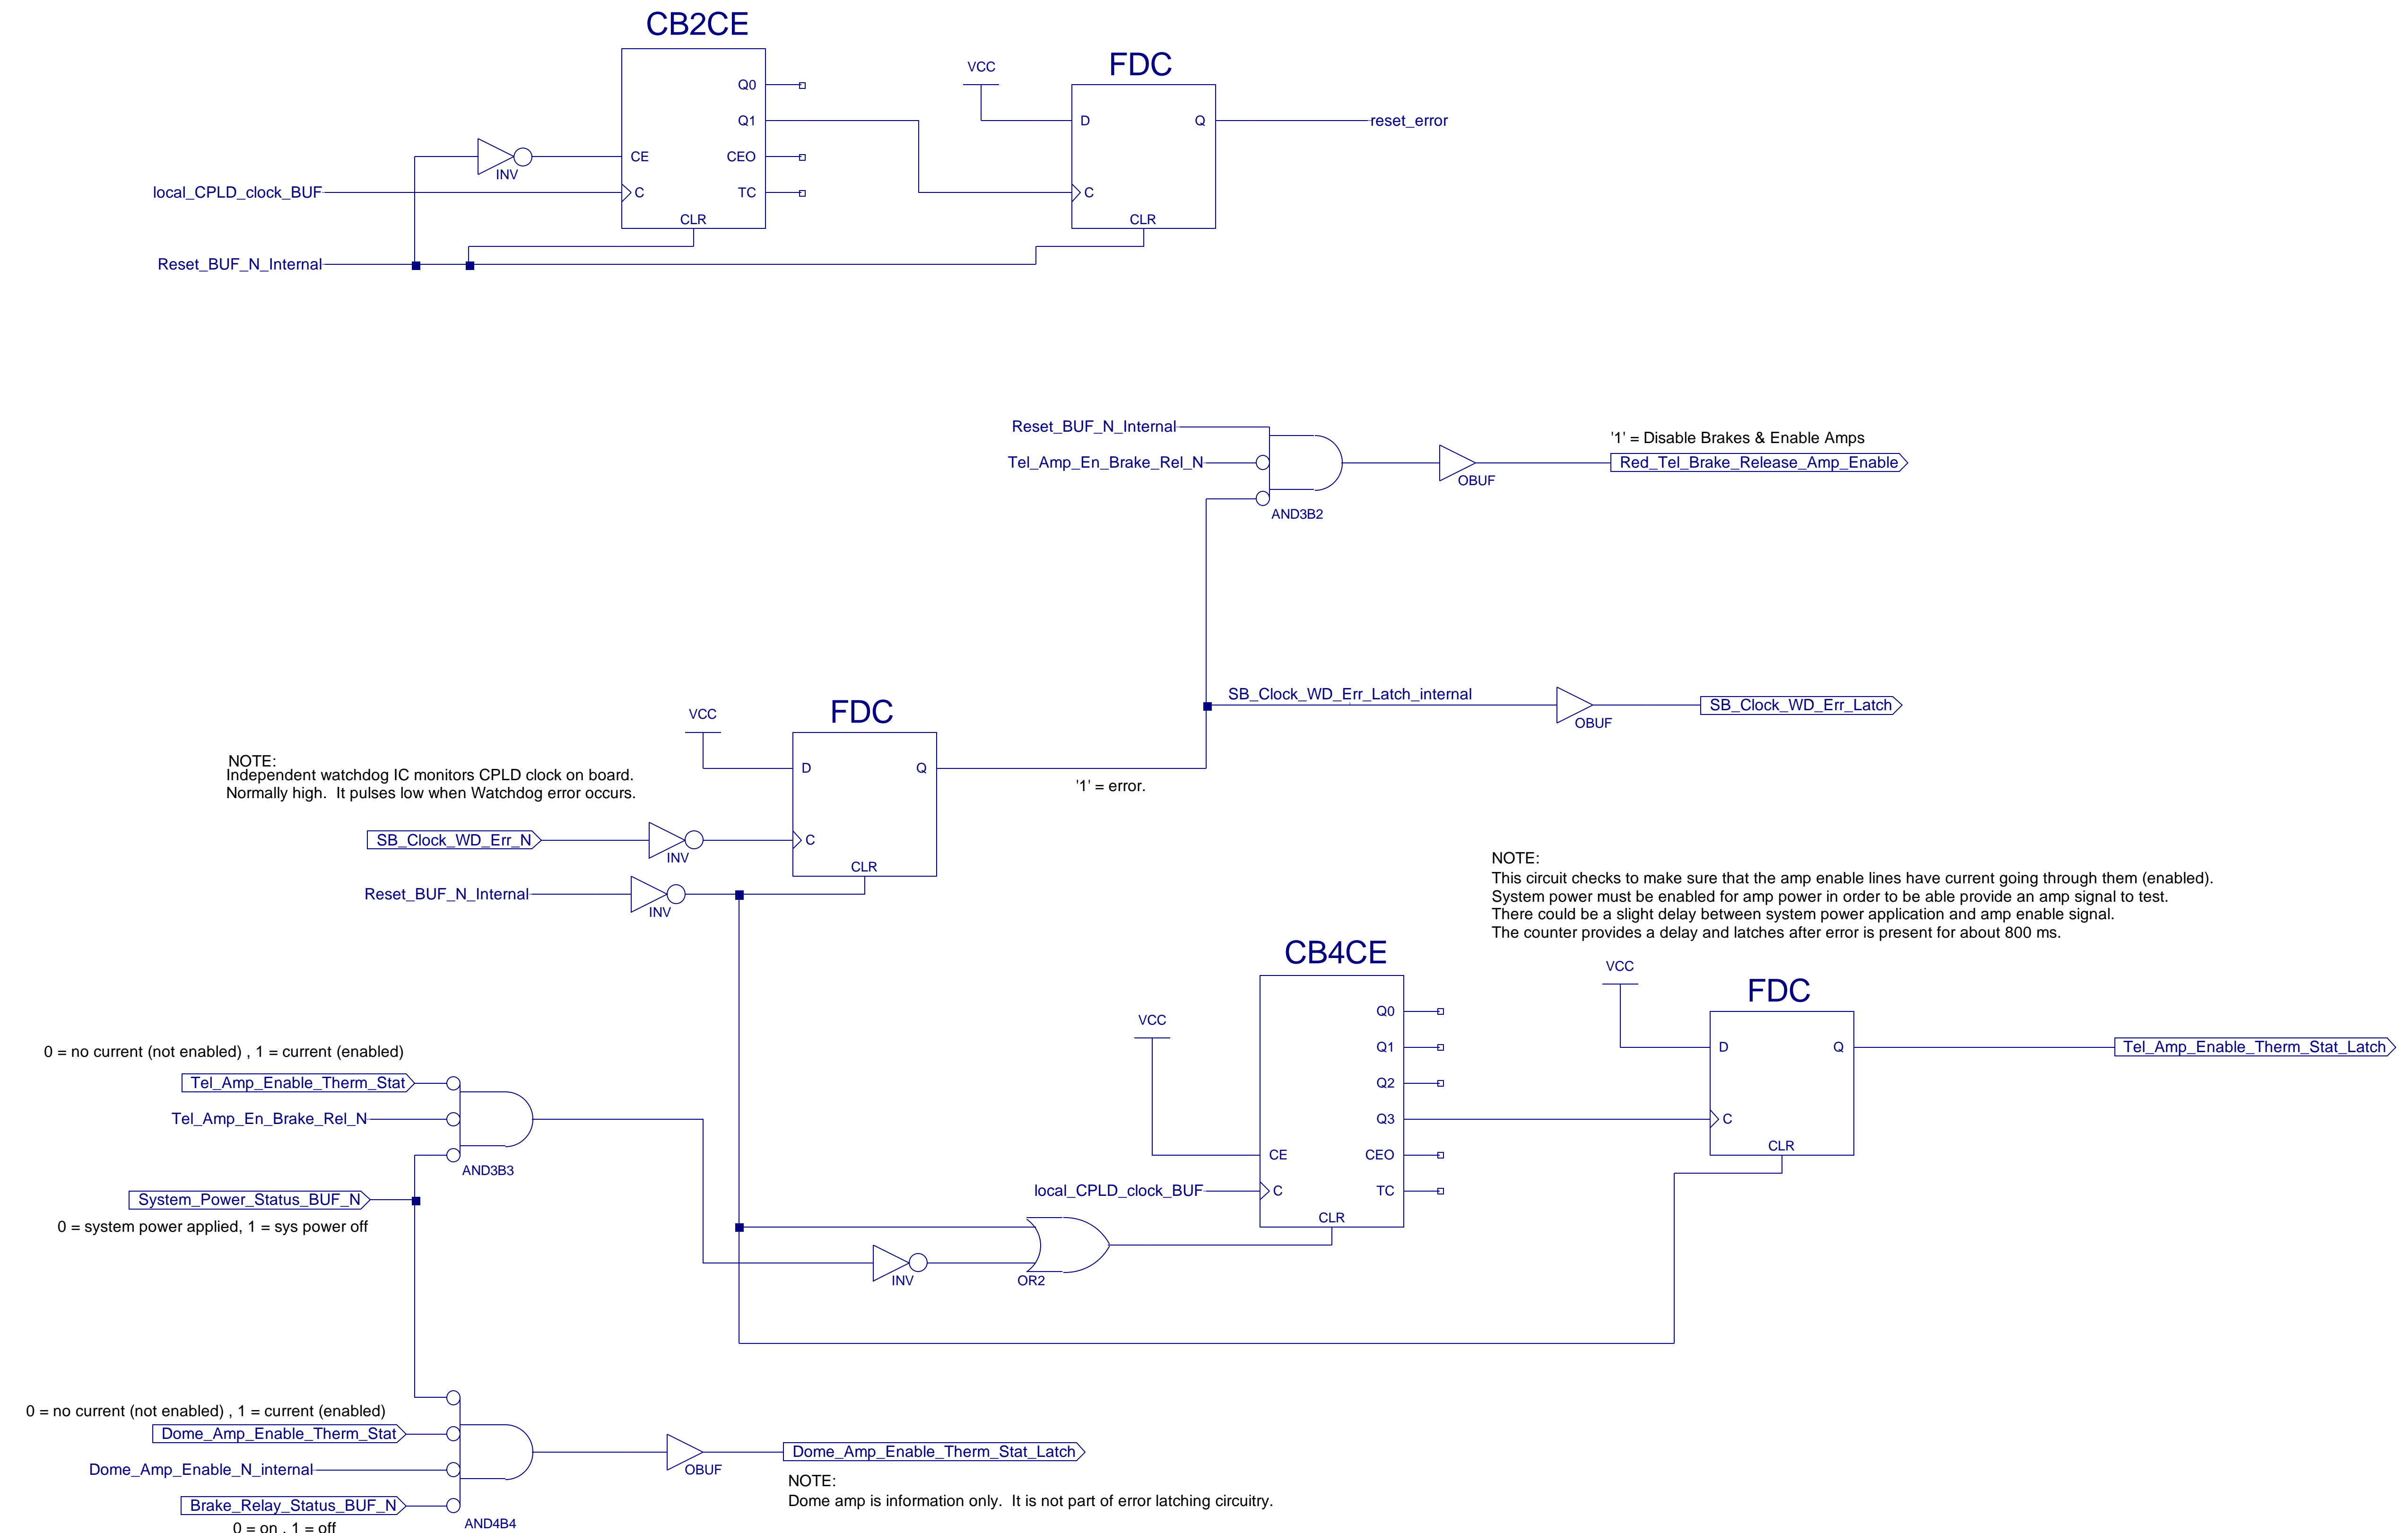 CB2CE
FDC
VCC
Q0
Q1
D
Q
reset_error
CE
CEO
INV
local_CPLD_clock_BUF
C
TC
C
CLR
CLR
Reset_BUF_N_Internal
Reset_BUF_N_Internal
'1' = Disable Brakes & Enable Amps
Tel_Amp_En_Brake_Rel_N
Red_Tel_Brake_Release_Amp_Enable
OBUF
AND3B2
SB_Clock_WD_Err_Latch_internal
SB_Clock_WD_Err_Latch
OBUF
FDC
VCC
NOTE:
Independent watchdog IC monitors CPLD clock on board.
Normally high.  It pulses low when Watchdog error occurs.
D
Q
'1' = error.
SB_Clock_WD_Err_N
C
INV
CLR
Reset_BUF_N_Internal
INV
NOTE:
This circuit checks to make sure that the amp enable lines have current going through them (enabled).
System power must be enabled for amp power in order to be able provide an amp signal to test.
There could be a slight delay between system power application and amp enable signal.
The counter provides a delay and latches after error is present for about 800 ms.
CB4CE
VCC
FDC
Q0
VCC
Q1
D
Q
Tel_Amp_Enable_Therm_Stat_Latch
0 = no current (not enabled) , 1 = current (enabled)
Tel_Amp_Enable_Therm_Stat
Q2
Tel_Amp_En_Brake_Rel_N
Q3
C
CLR
CE
CEO
AND3B3
local_CPLD_clock_BUF
C
TC
System_Power_Status_BUF_N
CLR
0 = system power applied, 1 = sys power off
INV
OR2
0 = no current (not enabled) , 1 = current (enabled)
Dome_Amp_Enable_Therm_Stat
Dome_Amp_Enable_Therm_Stat_Latch
OBUF
Dome_Amp_Enable_N_internal
NOTE:
Dome amp is information only.  It is not part of error latching circuitry.
Brake_Relay_Status_BUF_N
AND4B4
0 = on , 1 = off